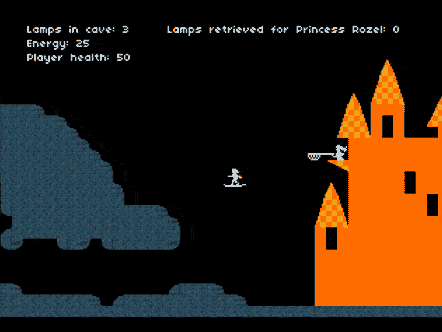 Lamps in cave: 3 Lamps retrieved for Princess Rozel: 0
Energy: 25
Player health: 50